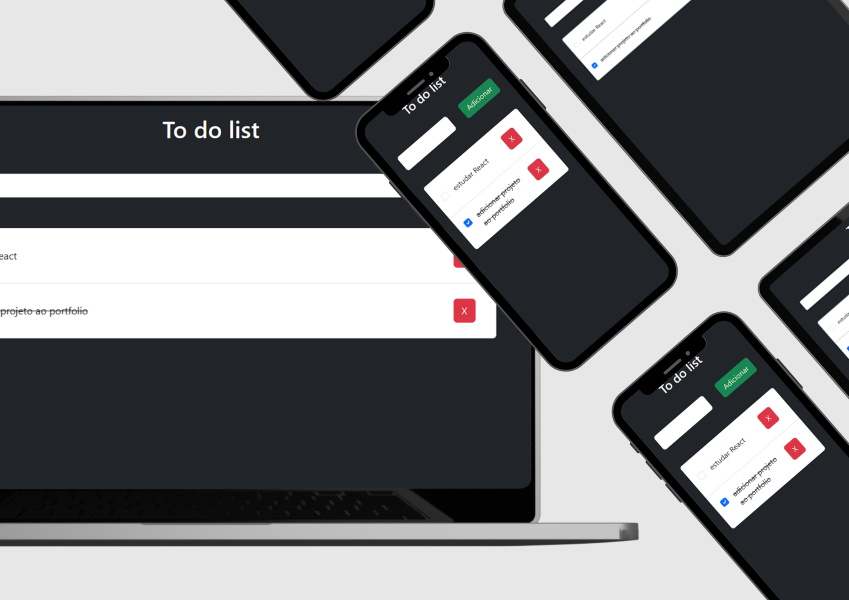 To do list
eact
projeto ao portfolio
X
To do list
Adicionar
estudar React
X
adicionar projeto
ao portfolio
X
estudar React
adicionar projeto ao portfolio
To do list
Adicionar
estudar React
X
adicionar projeto
ao portfolio
X